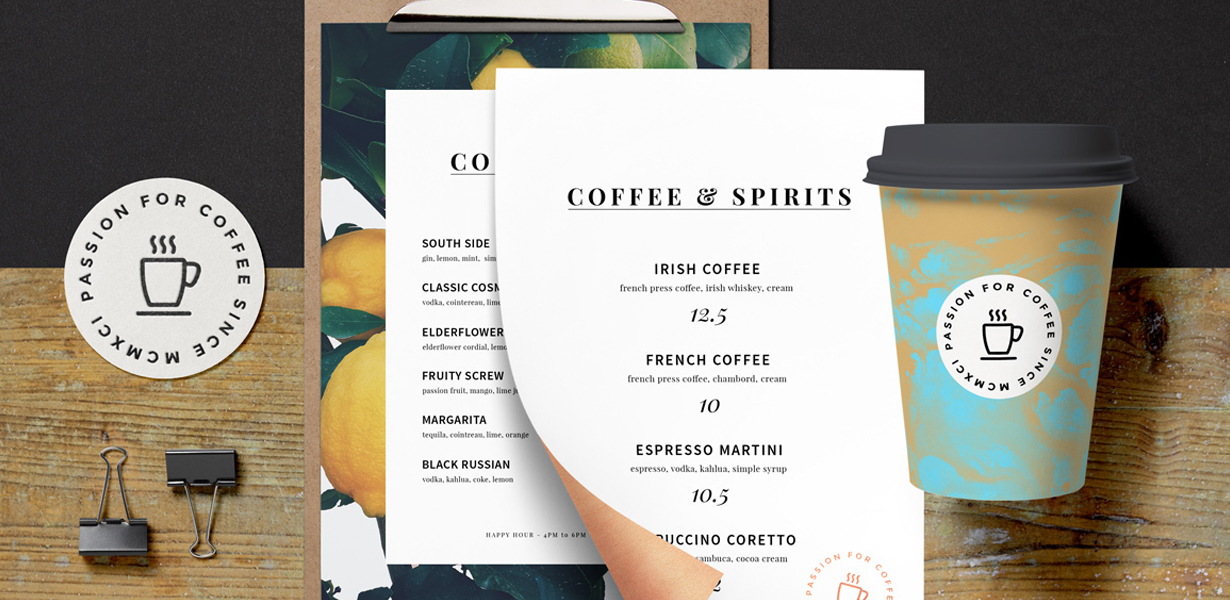 PASSION FOR COFFEE SINCE MCMXCI
CO
SOUTH SIDE
gin, lemon, mint,
CLASSIC
vodka, cointereau, lime
ELDERFLOWER
elderflower cordial,
FRUITY SCREW
passion fruit, mango, lime
MARGARITA
tequila, cointreau, lime, orange
BLACK RUSSIAN
vodka, kahlua, coke, lemon
HAPPY HOUR - 4PM to 6PM
COFFEE & SPIRITS
IRISH COFFEE
french press coffee, irish whiskey, cream
12.5
FRENCH COFFEE
french press coffee, chambord, cream
10
ESPRESSO MARTINI
espresso, vodka, kahlua, simple syrup
10.5
PUCCINO CORETTO
sambuca, cocoa cream
PASSION FOR COFFEE SINCE MCMXCI
PASSION FOR COFFEE